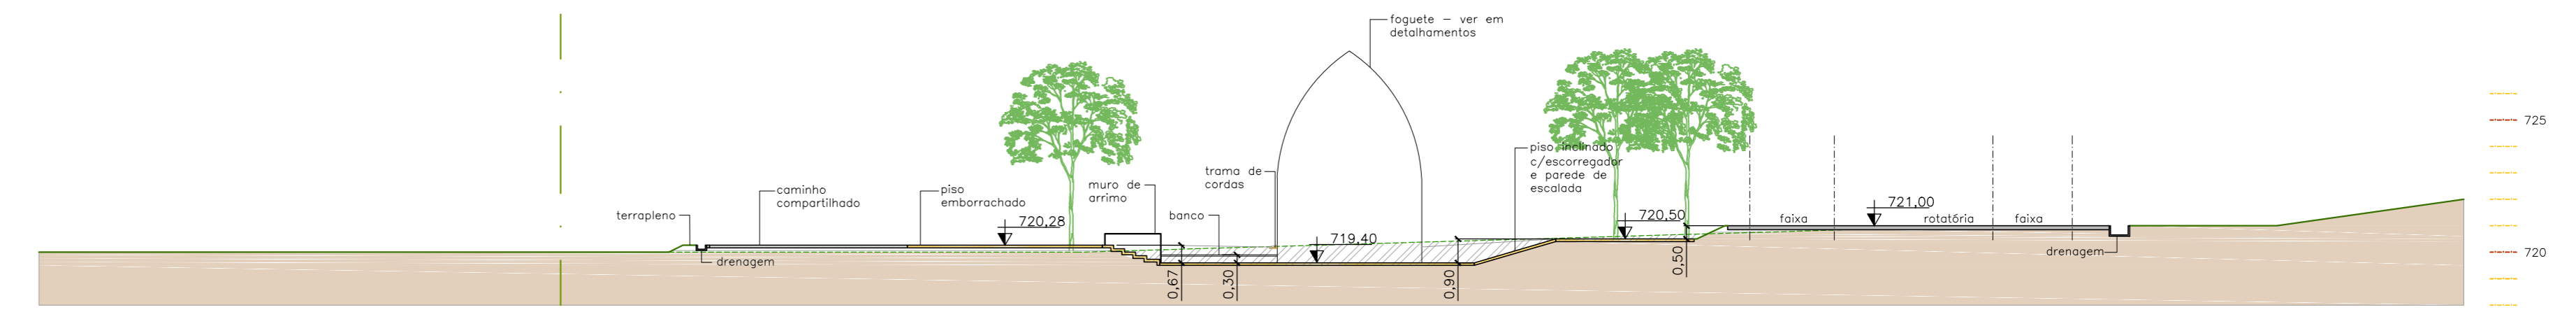 foguete – ver em
detalhamentos
725
trama de
cordas
piso inclinado
c/escorregador
e parede de
escalada
muro de
arrimo
caminho
compartilhado
piso
emborrachado
terrapleno
banco
720,28
719,40
720,50
721,00
faixa
rotatória
faixa
drenagem
drenagem
720
0,67
0,30
0,90
0,50